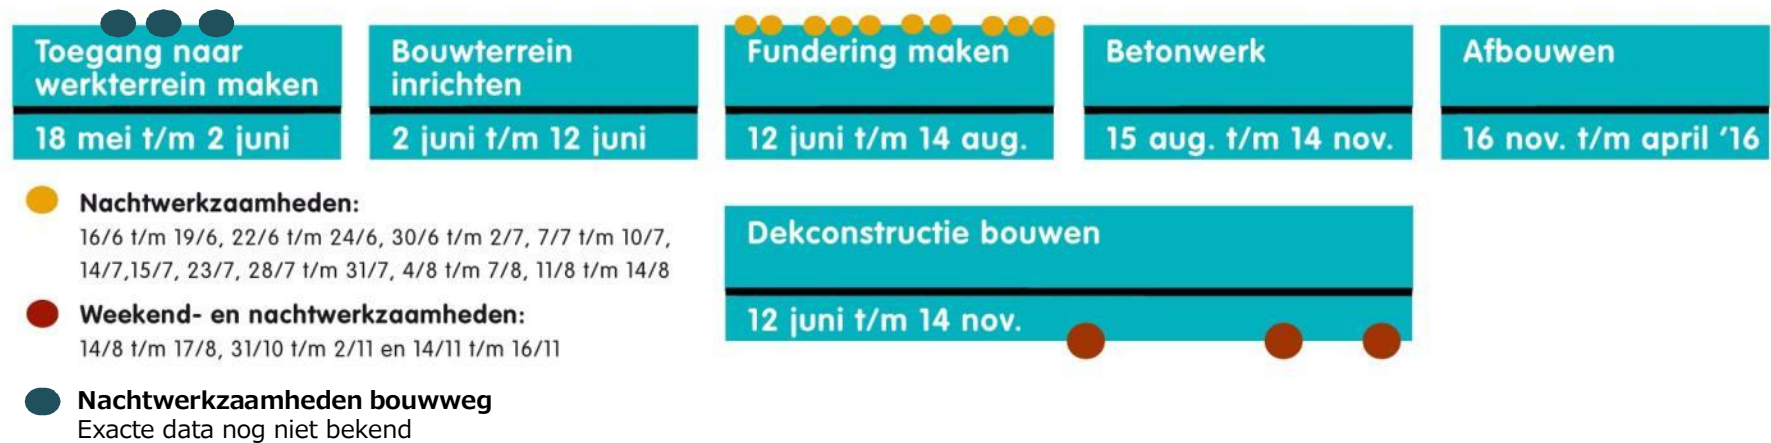 Toegang naar
werkterrein maken
18 mei t/m 2 juni
Bouwterrein
inrichten
2 juni t/m 12 juni
Fundering maken
12 juni t/m 14 aug.
Betonwerk
15 aug. t/m 14 nov.
Afbouwen
16 nov. t/m april '16
Nachtwerkzaamheden:
16/6 t/m 19/6, 22/6 t/m 24/6, 30/6 t/m 2/7, 7/7 t/m 10/7,
14/7,15/7, 23/7, 28/7 t/m 31/7, 4/8 t/m 7/8, 11/8 t/m 14/8
Weekend- en nachtwerkzaamheden:
14/8 t/m 17/8, 31/10 t/m 2/11 en 14/11 t/m 16/11
Nachtwerkzaamheden bouwweg
Exacte data nog niet bekend
Dekconstructie bouwen
12 juni t/m 14 nov.